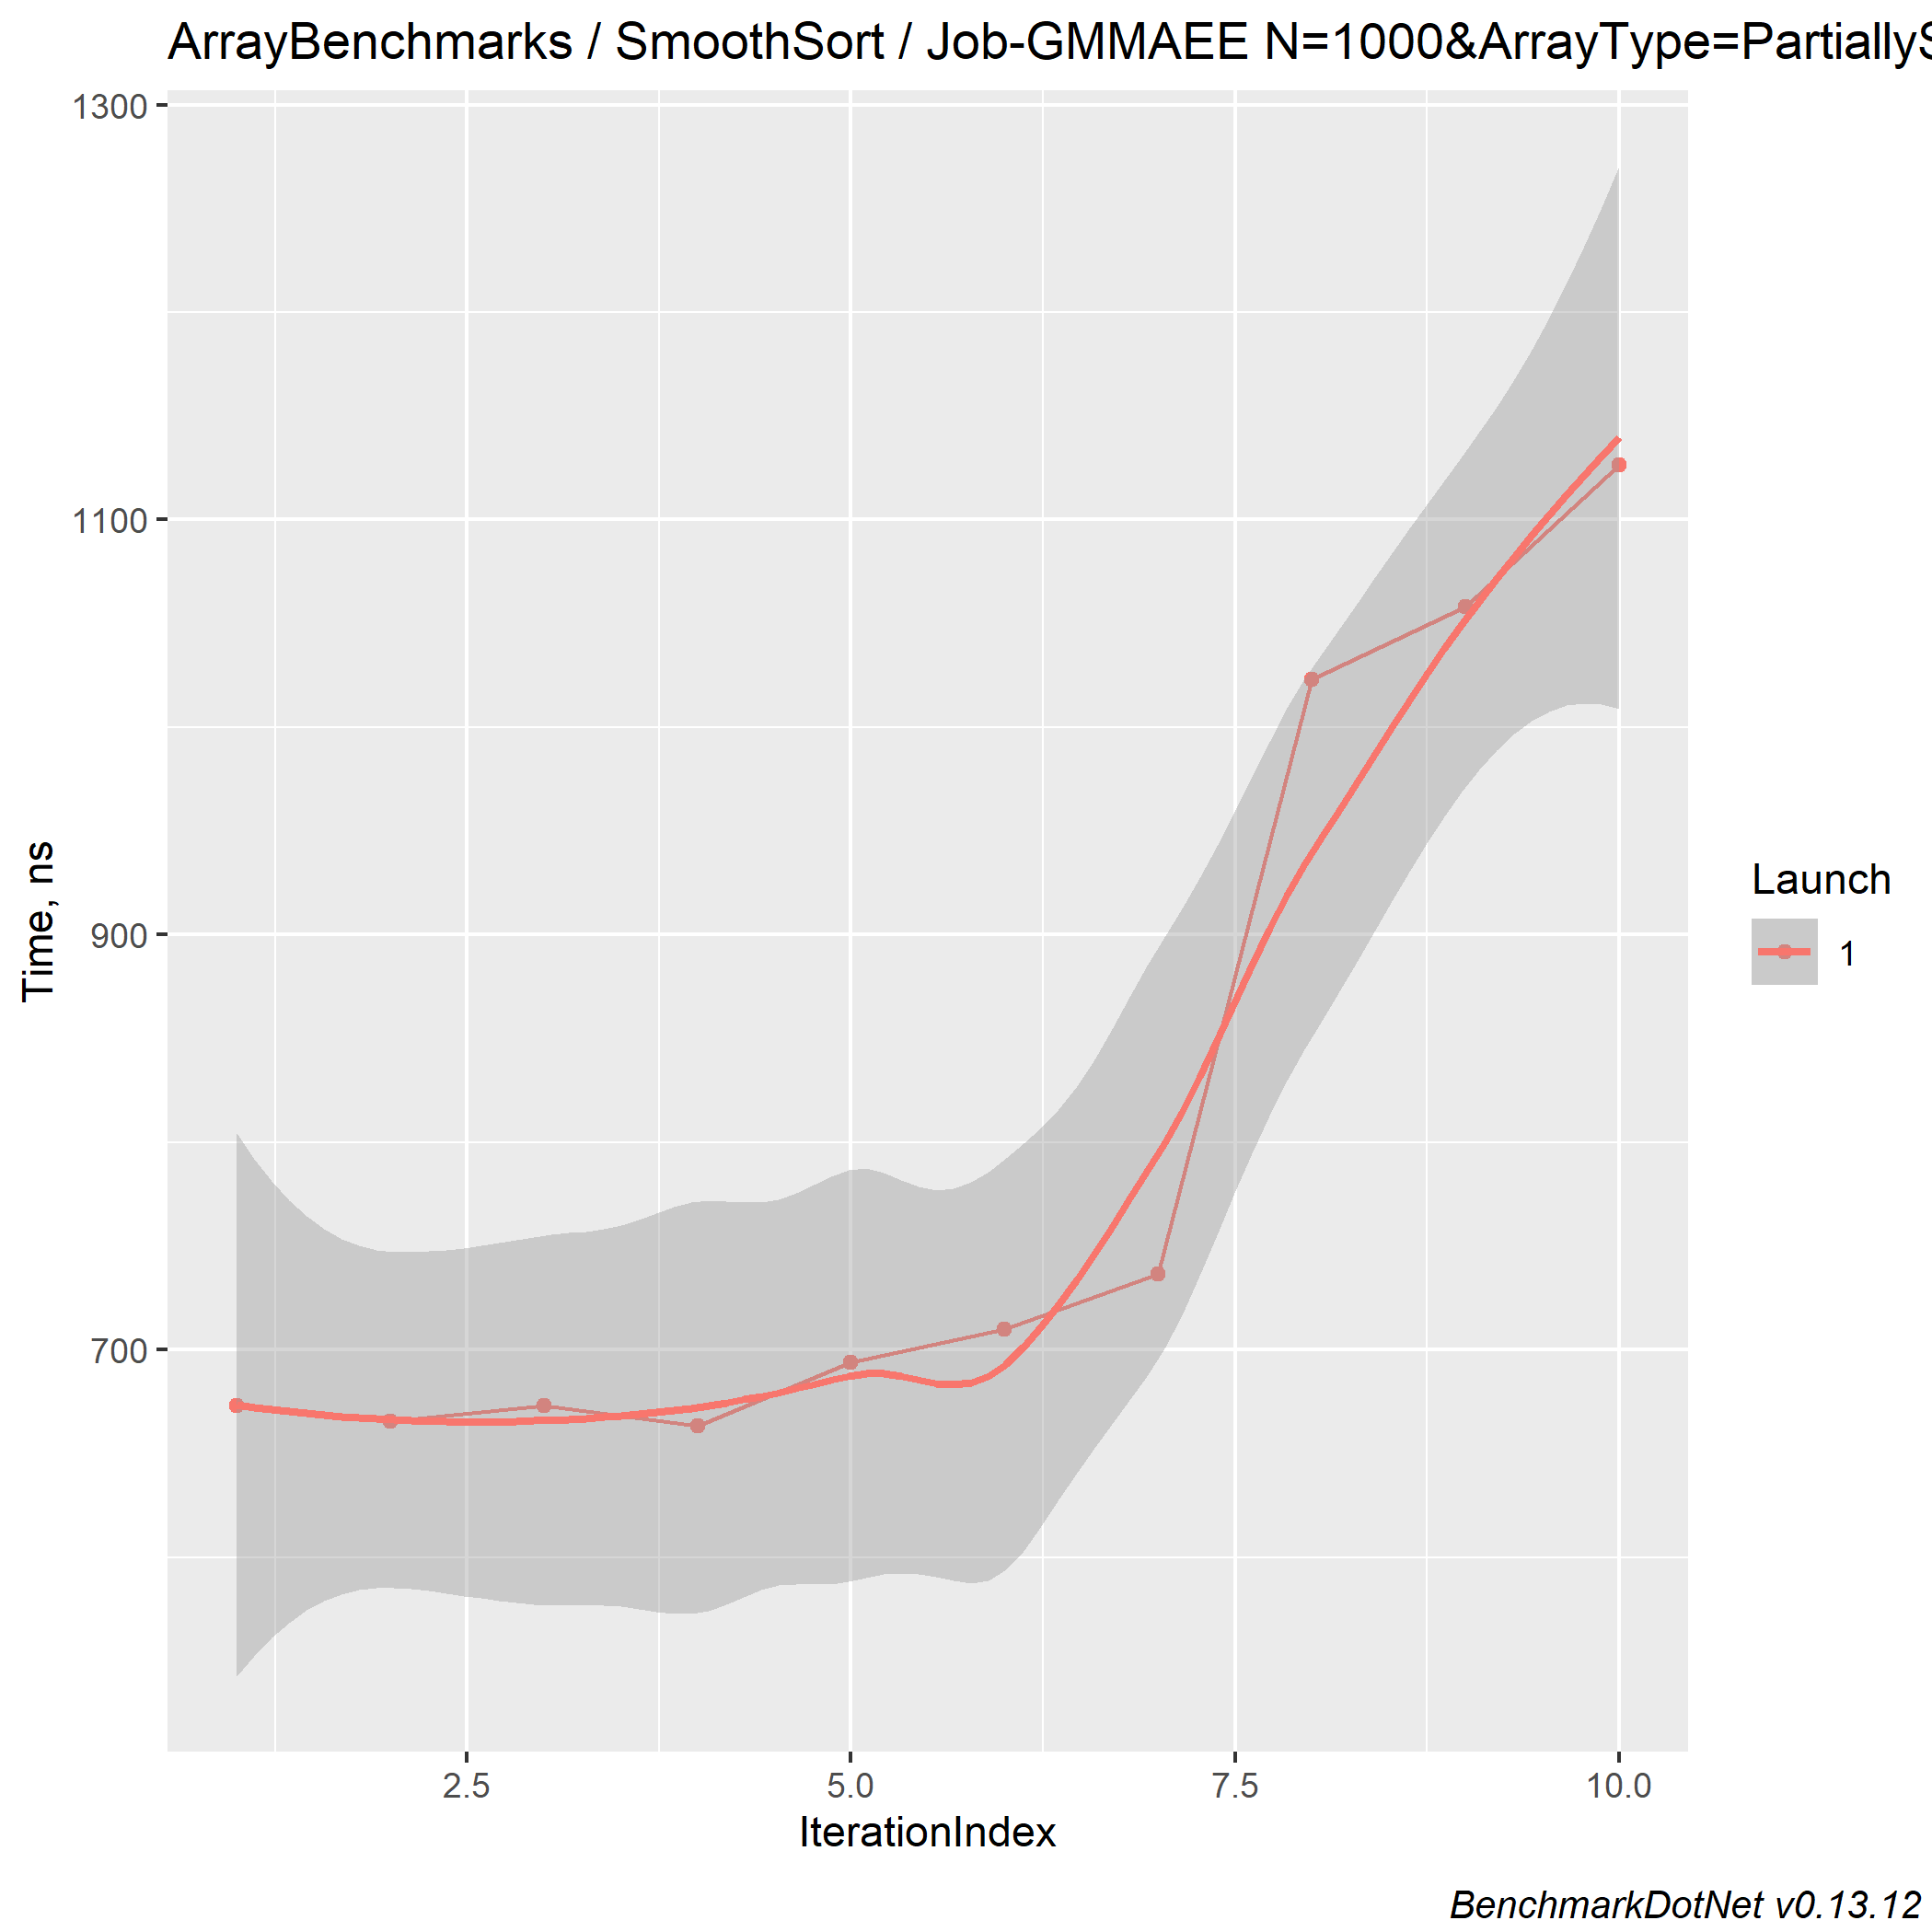 ArrayBenchmarks / SmoothSort / Job-GMMAEE N=1000&ArrayType=PartiallyS
1300
1100
900
700
Time, ns
2.5 5.0 7.5 10.0
IterationIndex
Launch
1
BenchmarkDotNet v0.13.12